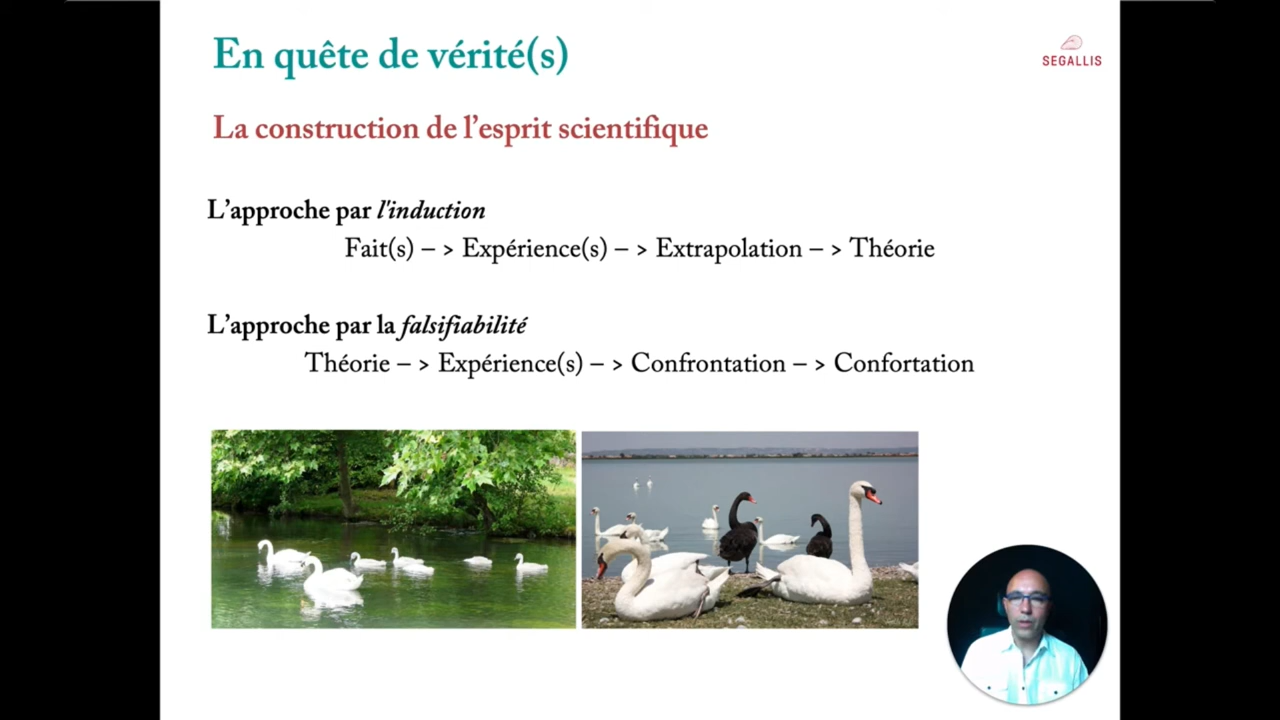 En quête de vérité(s)
SEGALLIS
La construction de l'esprit scientifique
L'approche par l'induction
Fait(s) – > Expérience(s) – > Extrapolation – > Théorie
L'approche par la falsifiabilité
Théorie – > Expérience(s) – > Confrontation – > Confortation